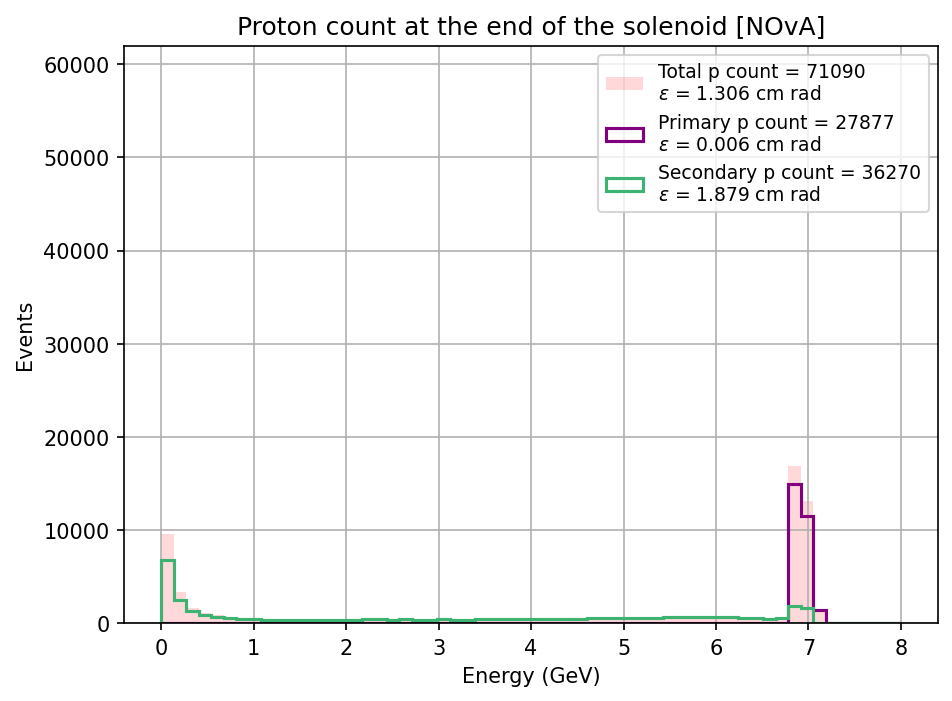 Proton count at the end of the solenoid [NOvA]
Total p count = 71090
ε = 1.306 cm rad
Primary p count = 27877
ε = 0.006 cm rad
Secondary p count = 36270
ε = 1.879 cm rad
60000
50000
40000
30000
20000
10000
0
Events
0 1 2 3 4 5 6 7 8
Energy (GeV)